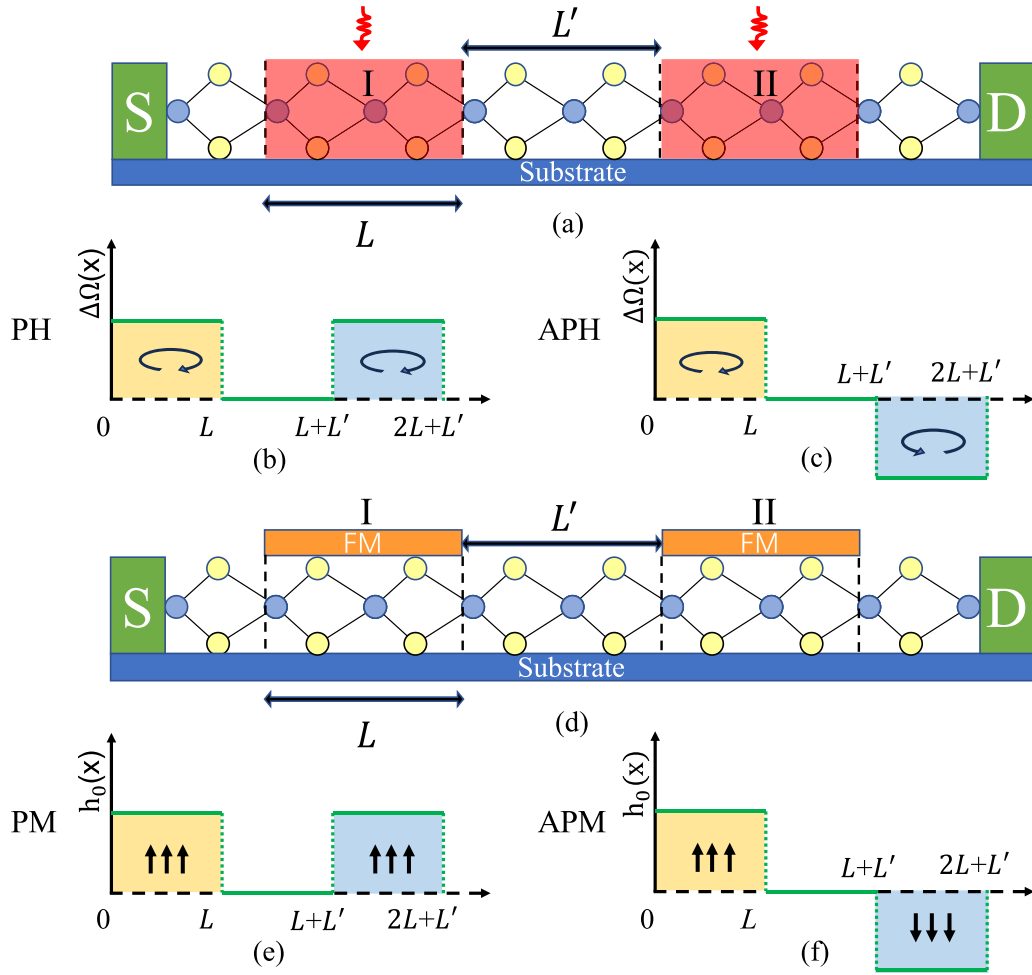 L′
I
II
S
D
Substrate
L
(a)
PH
ΔΩ(x)
0
L
L+L′
2L+L′
(b)
APH
ΔΩ(x)
L+L′
2L+L′
0
L
(c)
I
L′
II
FM
FM
S
D
Substrate
L
(d)
PM
h₀(x)
0
L
L+L′
2L+L′
(e)
APM
h₀(x)
L+L′
2L+L′
0
L
(f)